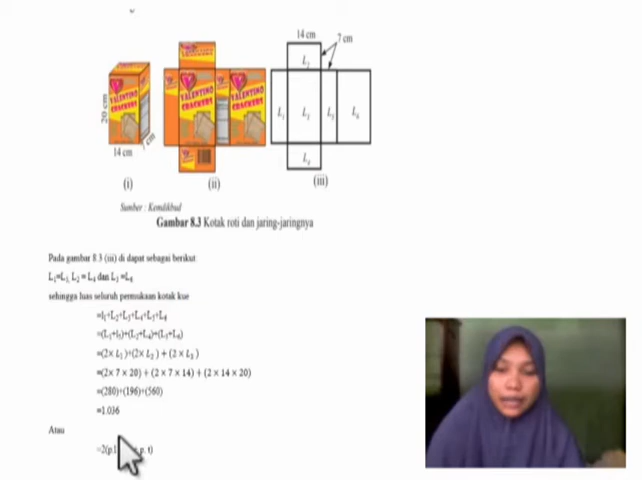 14 cm
7 cm
L2
20 cm
VALENTINO
CRACKERS
VALENTINO
CRACKERS
VALENTINO
CRACKERS
L1
L3
L5
L6
L4
14 cm
7 cm
(i)
(ii)
(iii)
Sumber : Kemdikbud
Gambar 8.3 Kotak roti dan jaring-jaringnya
Pada gambar 8.3 (iii) di dapat sebagai berikut
L1=L5, L2 = L4 dan L3 =L6
sehingga luas seluruh permukaan kotak kue
=l1+L2+L3+L4+L5+L6
=(L1+l5)+(L2+L4)+(L3+L6)
=(2× L1)+(2× L2) + (2 × L3)
=(2× 7 × 20) + (2 × 7 × 14) + (2 × 14 × 20)
=(280)+(196)+(560)
=1.036
Atau
=2(p.l p. t)